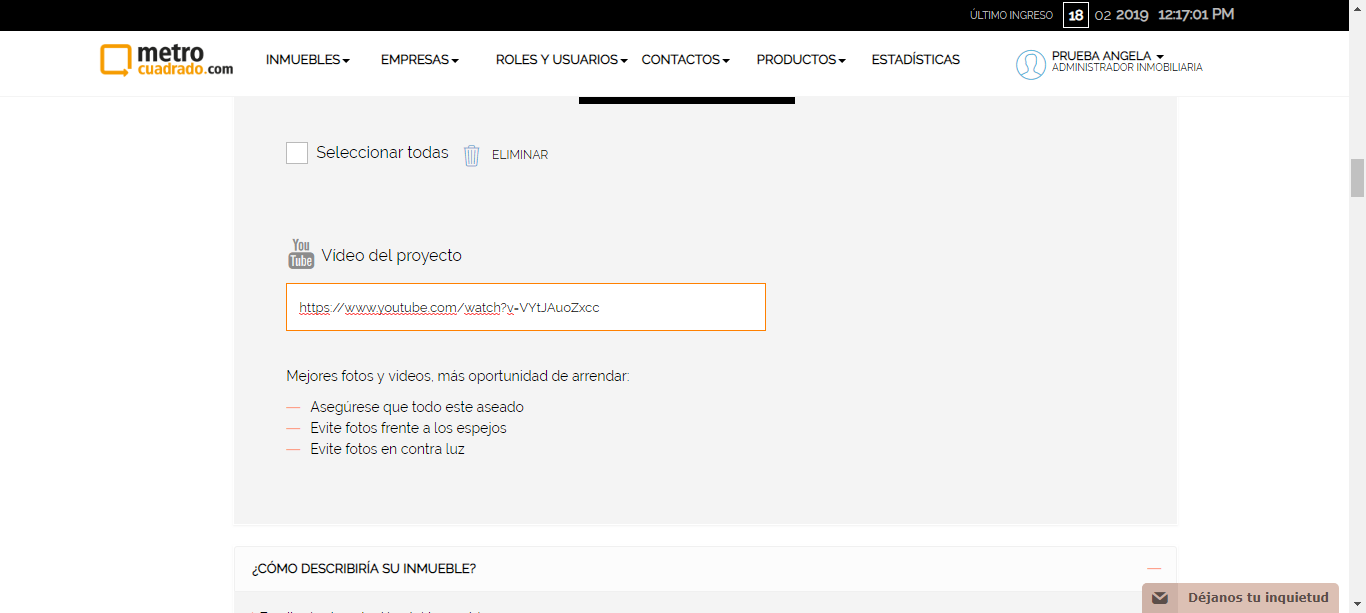 ÚLTIMO INGRESO 18 02 2019 12:17:01 PM
metro
cuadrado.com
INMUEBLES EMPRESAS ROLES Y USUARIOS CONTACTOS PRODUCTOS ESTADÍSTICAS
PRUEBA ANGELA
ADMINISTRADOR INMOBILIARIA
Seleccionar todas ELIMINAR
You
Tube
Video del proyecto
https://www.youtube.com/watch?v=VYtJAuoZxcc
Mejores fotos y videos, más oportunidad de arrendar:
— Asegúrese que todo este aseado
— Evite fotos frente a los espejos
— Evite fotos en contra luz
¿CÓMO DESCRIBIRÍA SU INMUEBLE?
Déjanos tu inquietud